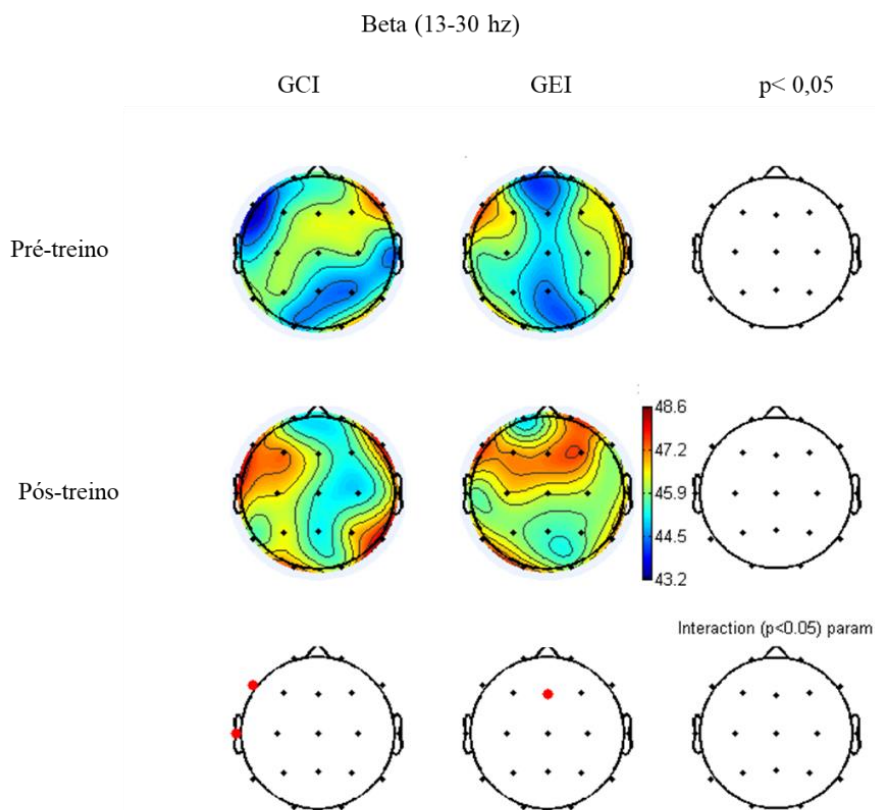 Beta (13-30 hz)
GCI GEI p< 0,05
Pré-treino
Pós-treino
48.6
47.2
45.9
44.5
43.2
Interaction (p<0.05) param